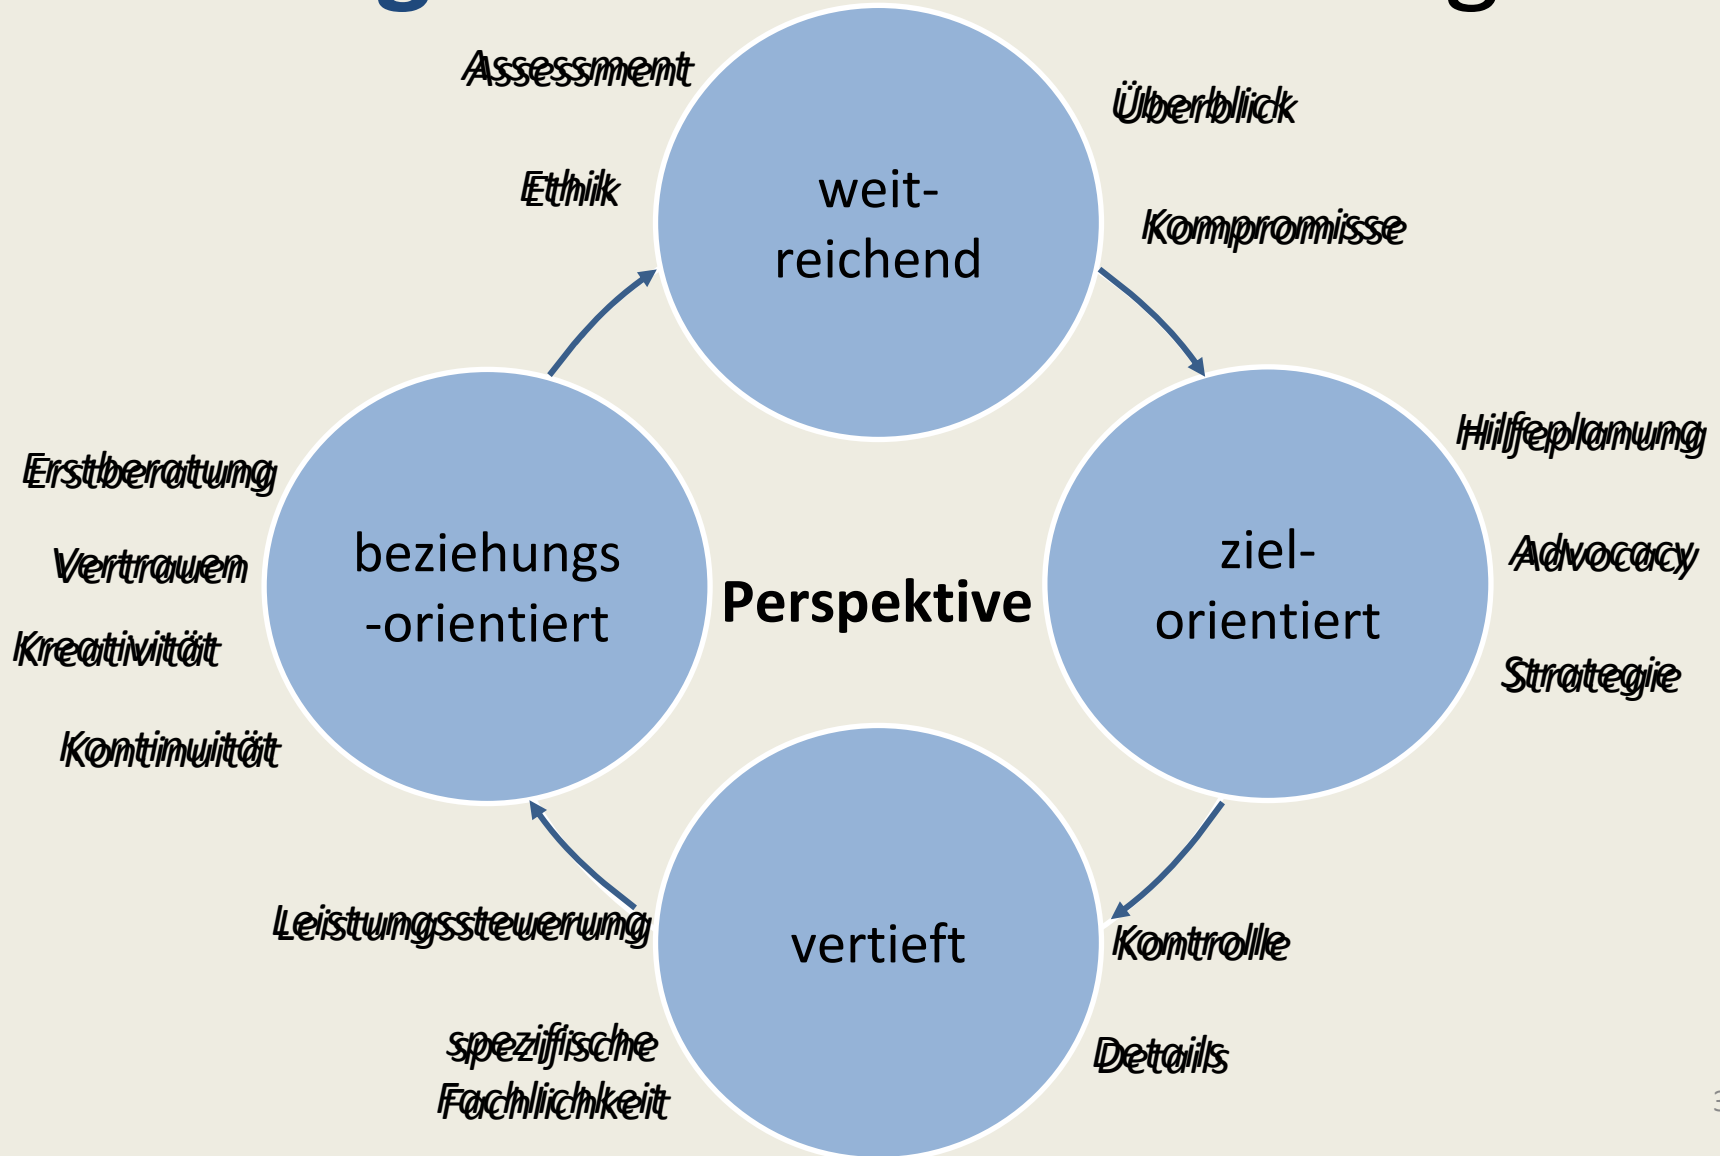 Assessment
Überblick
Ethik
weit-
reichend
Kompromisse
Erstberatung
Vertrauen
Kreativität
Kontinuität
beziehungs
-orientiert
Perspektive
ziel-
orientiert
Hilfeplanung
Advocacy
Strategie
Leistungssteuerung
spezifische
Fachlichkeit
vertieft
Kontrolle
Details